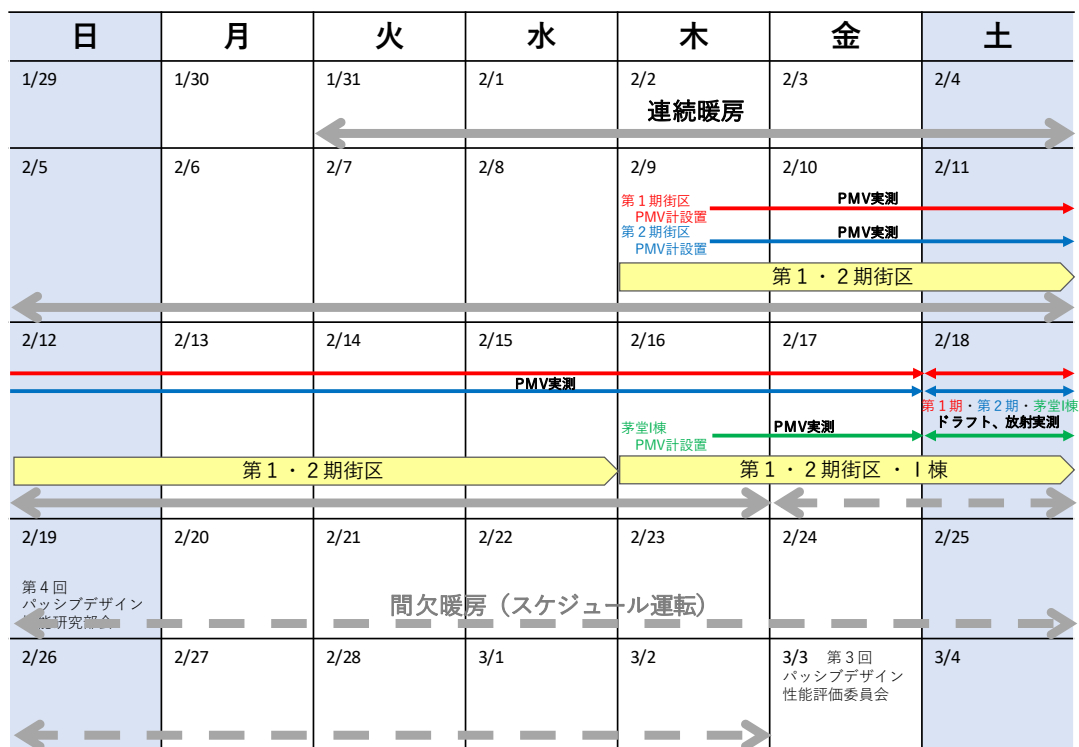 日 月 火 水 木 金 土
1/29 1/30 1/31 2/1 2/2 2/3 2/4
連続暖房
2/5 2/6 2/7 2/8 2/9 2/10 2/11
第1期街区
PMV計設置
PMV実測
第2期街区
PMV計設置
PMV実測
第1・2期街区
2/12 2/13 2/14 2/15 2/16 2/17 2/18
PMV実測
第1期・第2期・茅堂I棟
ドラフト、放射実測
茅堂I棟
PMV計設置
PMV実測
第1・2期街区
第1・2期街区・I棟
2/19 2/20 2/21 2/22 2/23 2/24 2/25
第4回
パッシブデザイン
性能研究部会
間欠暖房（スケジュール運転）
2/26 2/27 2/28 3/1 3/2 3/3 第3回 3/4
パッシブデザイン
性能評価委員会